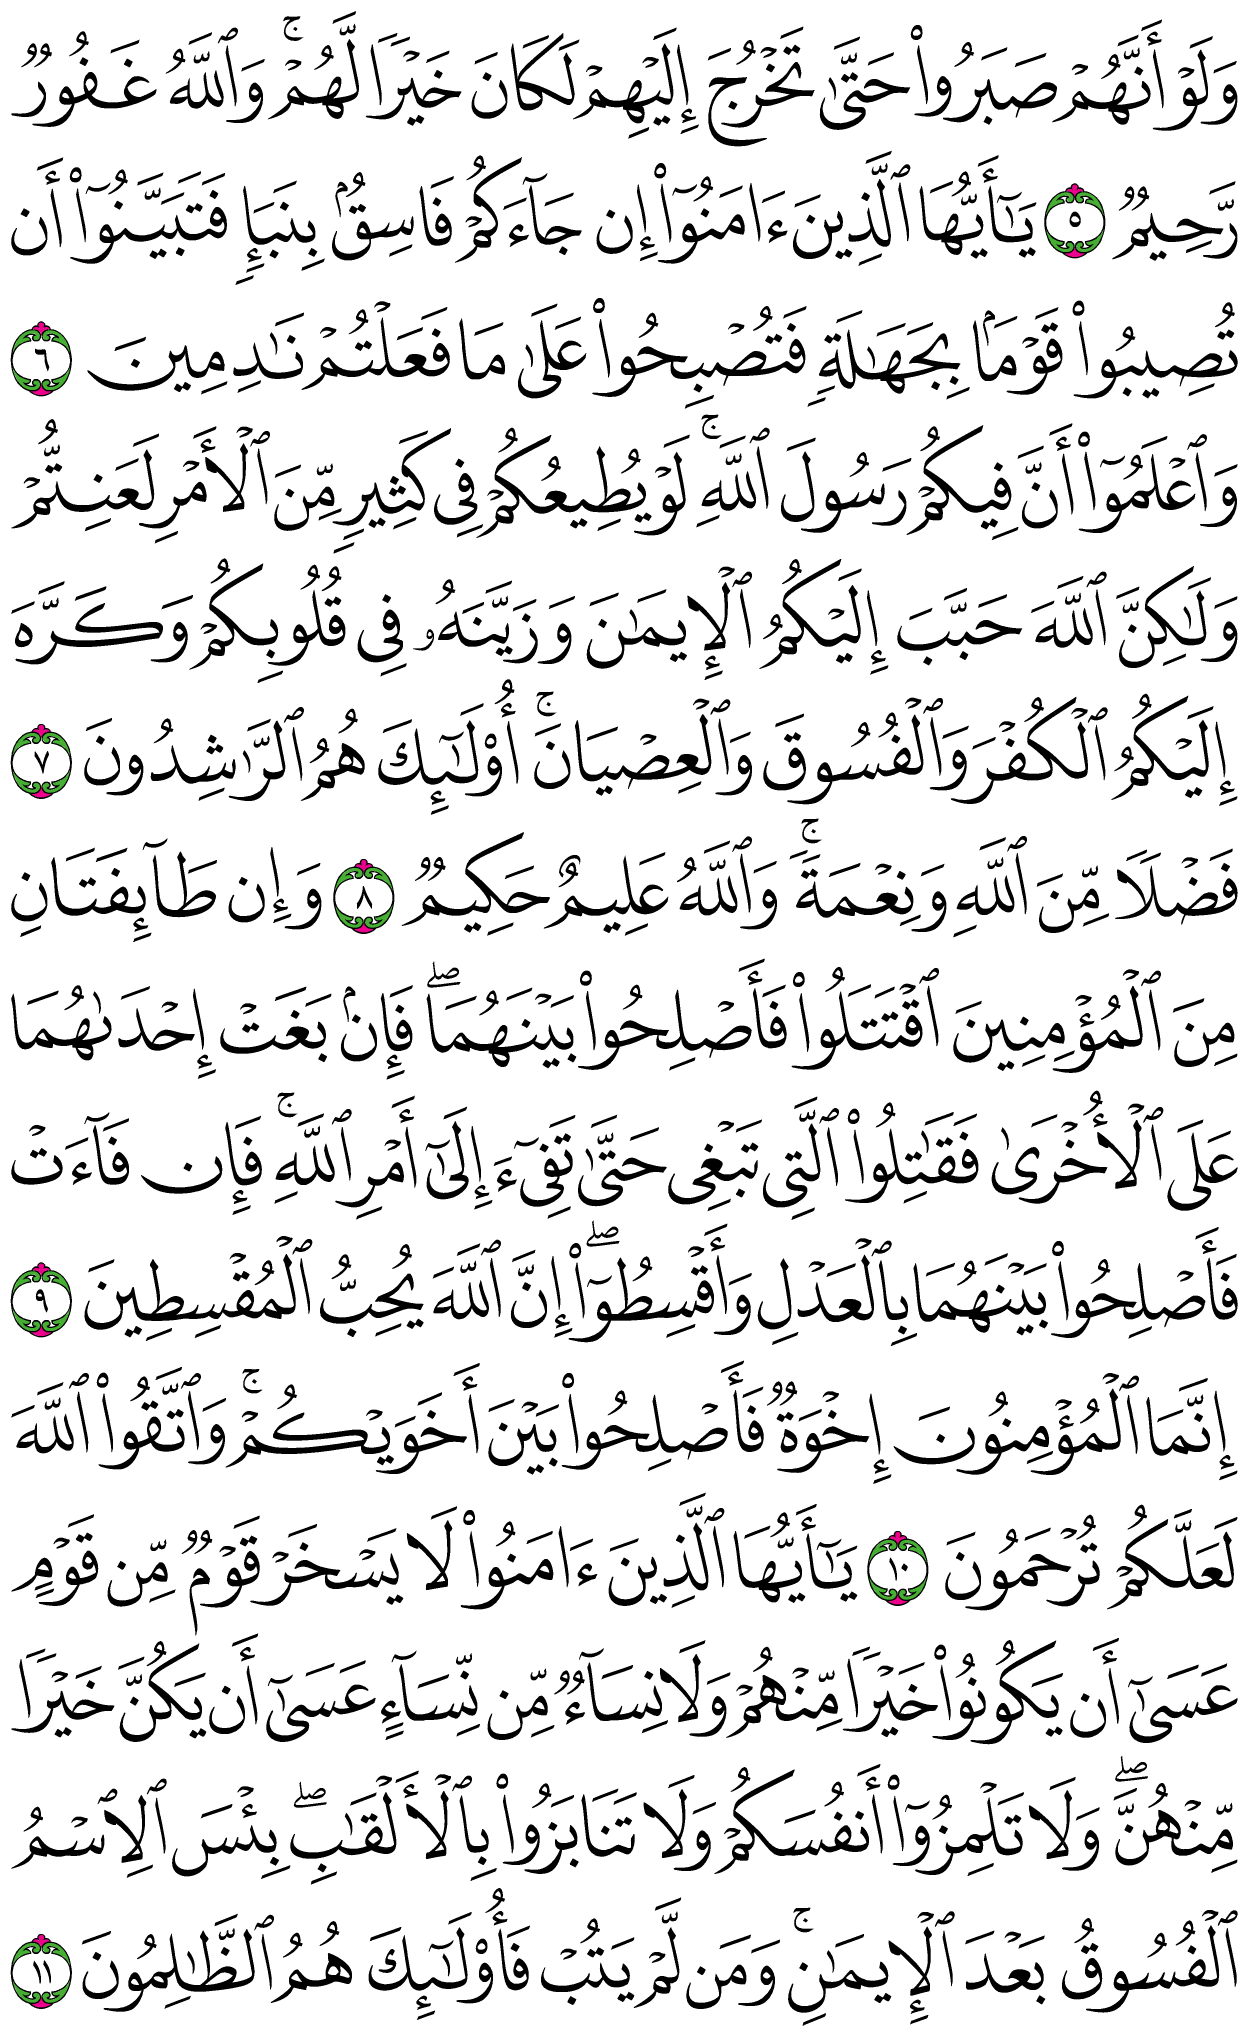 وَلَوْ أَنَّهُمْ صَبَرُوا۟ حَتَّىٰ تَخْرُجَ إِلَيْهِمْ لَكَانَ خَيْرًا لَّهُمْ ۚ وَٱللَّهُ غَفُورٌ
رَّحِيمٌ ٥ يَـٰٓأَيُّهَا ٱلَّذِينَ ءَامَنُوٓا۟ إِن جَآءَكُمْ فَاسِقٌۢ بِنَبَإٍ فَتَبَيَّنُوٓا۟ أَن
تُصِيبُوا۟ قَوْمًۢا بِجَهَـٰلَةٍ فَتُصْبِحُوا۟ عَلَىٰ مَا فَعَلْتُمْ نَـٰدِمِينَ ٦
وَٱعْلَمُوٓا۟ أَنَّ فِيكُمْ رَسُولَ ٱللَّهِ ۚ لَوْ يُطِيعُكُمْ فِى كَثِيرٍ مِّنَ ٱلْأَمْرِ لَعَنِتُّمْ
وَلَـٰكِنَّ ٱللَّهَ حَبَّبَ إِلَيْكُمُ ٱلْإِيمَـٰنَ وَزَيَّنَهُۥ فِى قُلُوبِكُمْ وَكَرَّهَ
إِلَيْكُمُ ٱلْكُفْرَ وَٱلْفُسُوقَ وَٱلْعِصْيَانَ ۚ أُو۟لَـٰٓئِكَ هُمُ ٱلرَّٰشِدُونَ ٧
فَضْلًا مِّنَ ٱللَّهِ وَنِعْمَةً ۚ وَٱللَّهُ عَلِيمٌ حَكِيمٌ ٨ وَإِن طَآئِفَتَانِ
مِنَ ٱلْمُؤْمِنِينَ ٱقْتَتَلُوا۟ فَأَصْلِحُوا۟ بَيْنَهُمَا ۖ فَإِنۢ بَغَتْ إِحْدَىٰهُمَا
عَلَى ٱلْأُخْرَىٰ فَقَـٰتِلُوا۟ ٱلَّتِى تَبْغِى حَتَّىٰ تَفِىٓءَ إِلَىٰٓ أَمْرِ ٱللَّهِ ۚ فَإِن فَآءَتْ
فَأَصْلِحُوا۟ بَيْنَهُمَا بِٱلْعَدْلِ وَأَقْسِطُوٓا۟ ۖ إِنَّ ٱللَّهَ يُحِبُّ ٱلْمُقْسِطِينَ ٩
إِنَّمَا ٱلْمُؤْمِنُونَ إِخْوَةٌ فَأَصْلِحُوا۟ بَيْنَ أَخَوَيْكُمْ ۚ وَٱتَّقُوا۟ ٱللَّهَ
لَعَلَّكُمْ تُرْحَمُونَ ١٠ يَـٰٓأَيُّهَا ٱلَّذِينَ ءَامَنُوا۟ لَا يَسْخَرْ قَوْمٌ مِّن قَوْمٍ
عَسَىٰٓ أَن يَكُونُوا۟ خَيْرًا مِّنْهُمْ وَلَا نِسَآءٌ مِّن نِّسَآءٍ عَسَىٰٓ أَن يَكُنَّ خَيْرًا
مِّنْهُنَّ ۖ وَلَا تَلْمِزُوٓا۟ أَنفُسَكُمْ وَلَا تَنَابَزُوا۟ بِٱلْأَلْقَـٰبِ ۖ بِئْسَ ٱلِٱسْمُ
ٱلْفُسُوقُ بَعْدَ ٱلْإِيمَـٰنِ ۚ وَمَن لَّمْ يَتُبْ فَأُو۟لَـٰٓئِكَ هُمُ ٱلظَّـٰلِمُونَ ١١